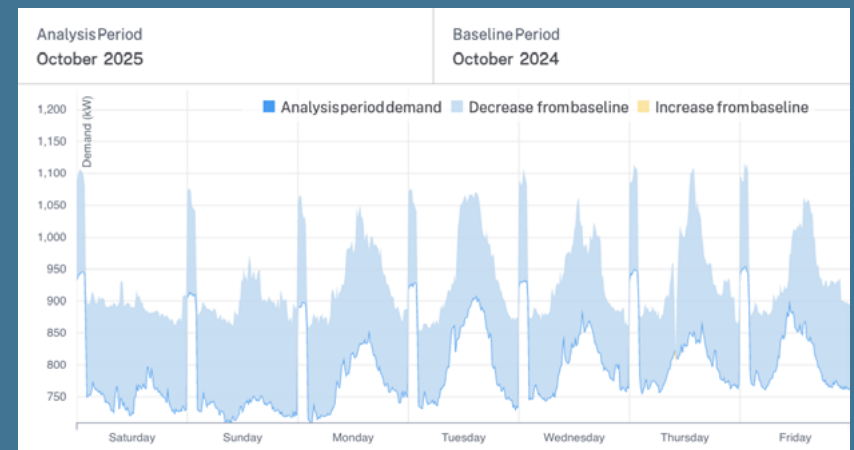 Analysis Period
October 2025
Baseline Period
October 2024
Analysis period demand
Decrease from baseline
Increase from baseline
Demand (kW)
1,200
1,150
1,100
1,050
1,000
950
900
850
800
750
Saturday
Sunday
Monday
Tuesday
Wednesday
Thursday
Friday